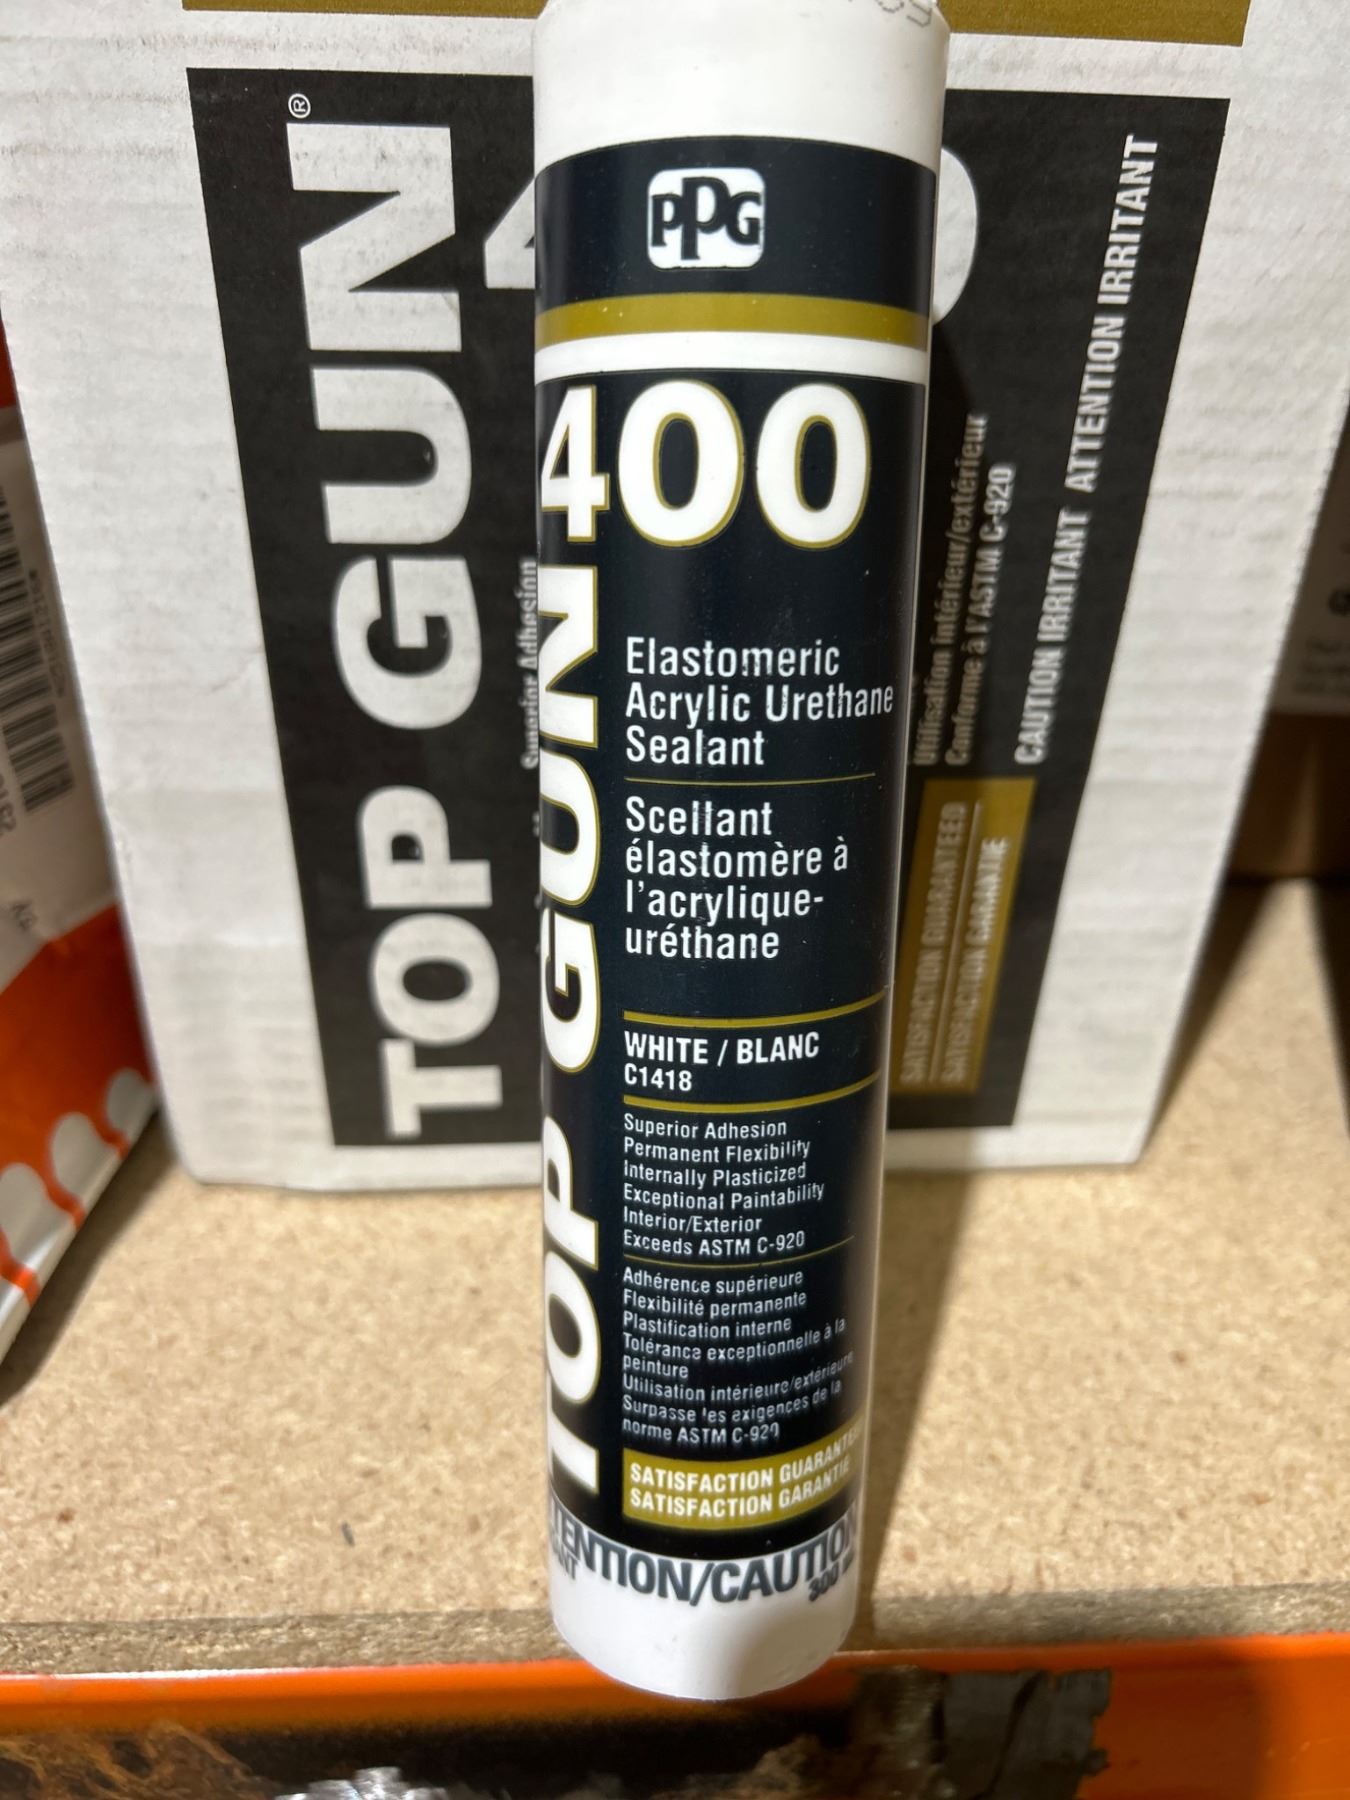 PPG
TOP GUN 400
Elastomeric
Acrylic Urethane
Sealant
Scellant
élastomère à
l'acrylique-
uréthane
WHITE / BLANC
C1418
Superior Adhesion
Permanent Flexibility
Internally Plasticized
Exceptional Paintability
Interior/Exterior
Exceeds ASTM C-920
Adhérence supérieure
Flexibilité permanente
Plastification interne
Tolérance exceptionnelle à la
peinture
Utilisation intérieure/extérieure
Surpasse les exigences de la
norme ASTM C-920
SATISFACTION GUARANTEED
SATISFACTION GARANTIE
ATTENTION/CAUTION
300
TOP GUN®
Superior Adhesion
Utilisation intérieure/extérieur
Conforme à l'ASTM C-920
CAUTION IRRITANT ATTENTION IRRITANT
SATISFACTION GUARANTEED
SATISFACTION GARANTIE